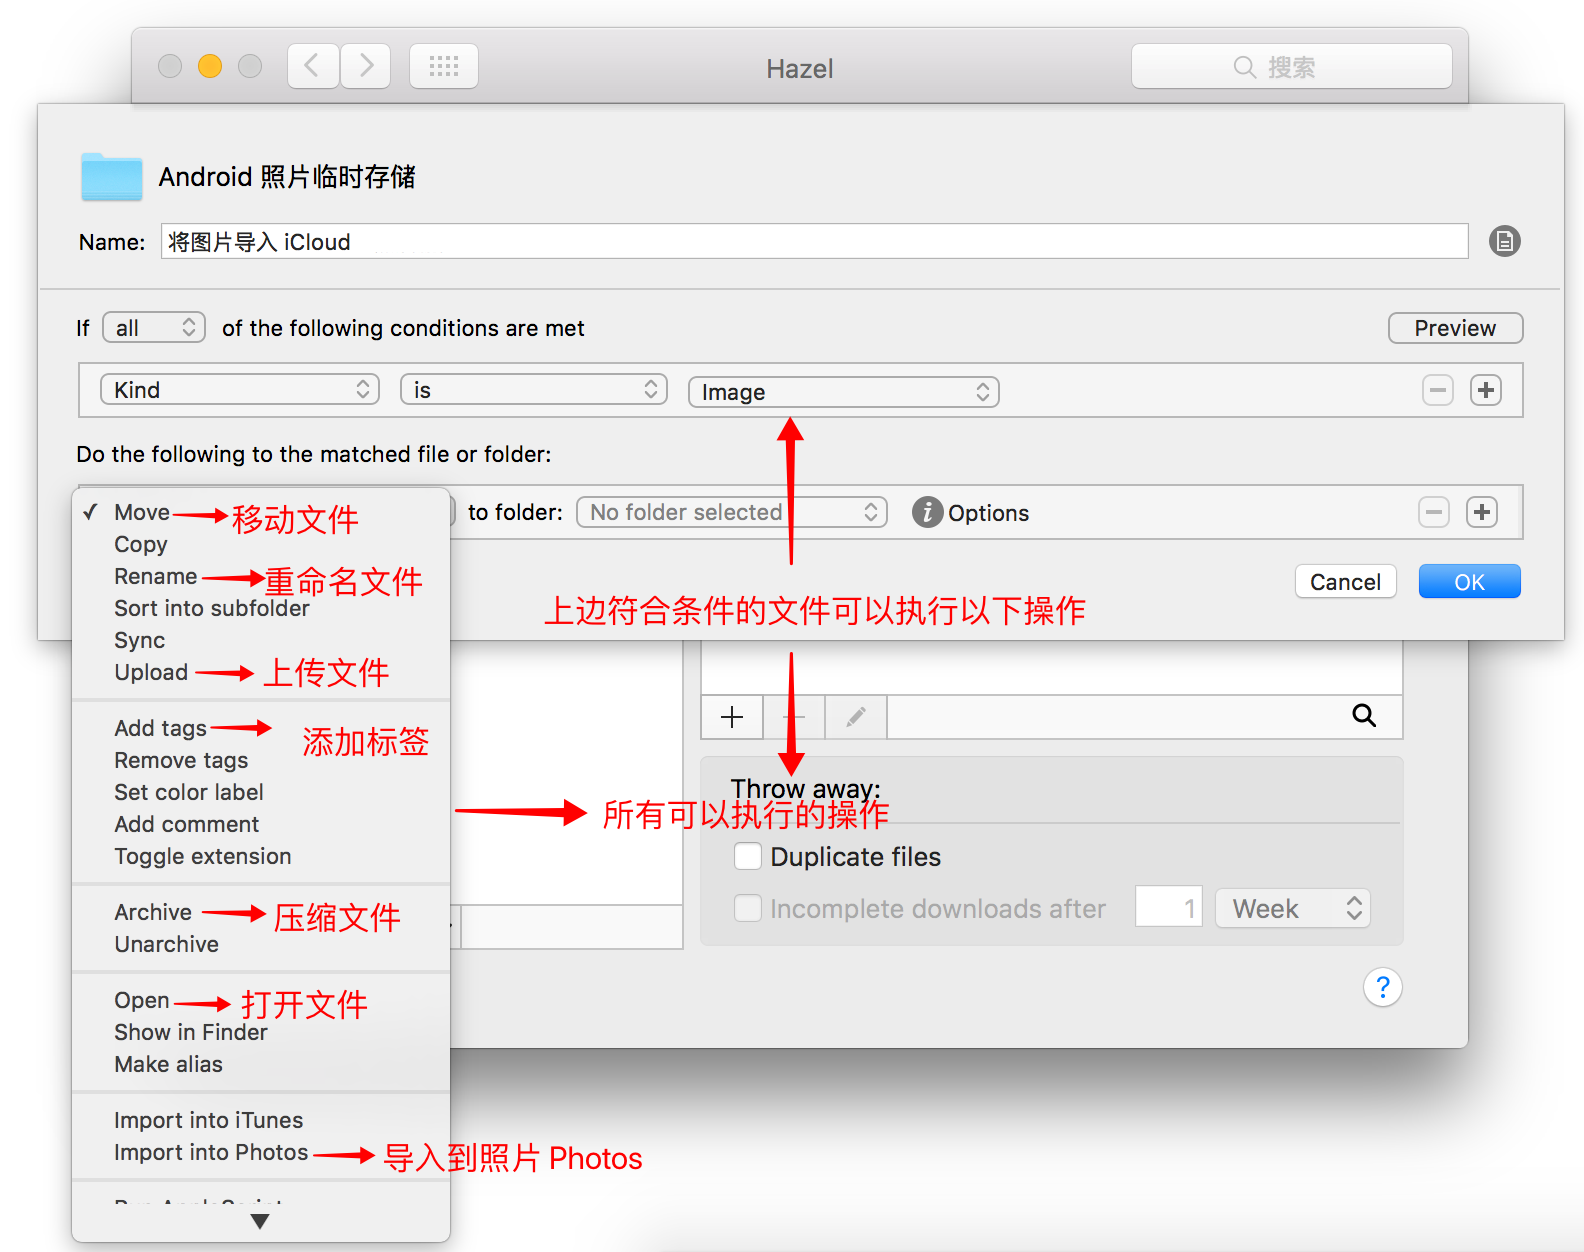 Hazel
搜索
Android 照片临时存储
Name: 将图片导入 iCloud
If all of the following conditions are met Preview
Kind is Image
Do the following to the matched file or folder:
✓ Move 移动文件 to folder: No folder selected Options
Copy
Rename 重命名文件
Cancel OK
Sort into subfolder
上边符合条件的文件可以执行以下操作
Sync
Upload 上传文件
Add tags 添加标签
Remove tags
Set color label
Throw away:
所有可以执行的操作
Add comment
Toggle extension
Duplicate files
Archive 压缩文件
Incomplete downloads after 1 Week
Unarchive
Open 打开文件
?
Show in Finder
Make alias
Import into iTunes
Import into Photos 导入到照片 Photos